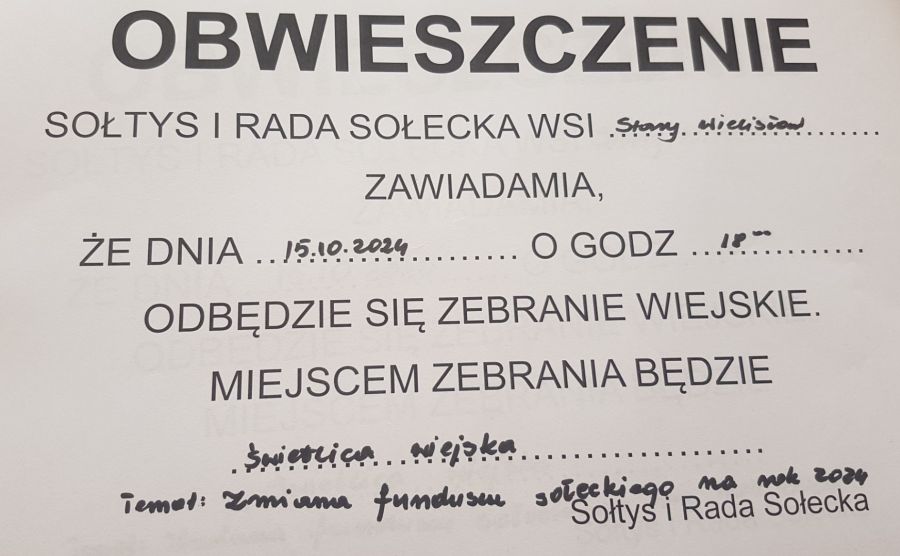 OBWIESZCZENIE
SOŁTYS I RADA SOŁECKA WSI Stary Wielisław
ZAWIADAMIA,
ŻE DNIA 15.10.2024 O GODZ 18⁰⁰
ODBĘDZIE SIĘ ZEBRANIE WIEJSKIE.
MIEJSCEM ZEBRANIA BĘDZIE
świetlica wiejska
Temat: Zmiana funduszu sołeckiego na rok 2024
Sołtys i Rada Sołecka